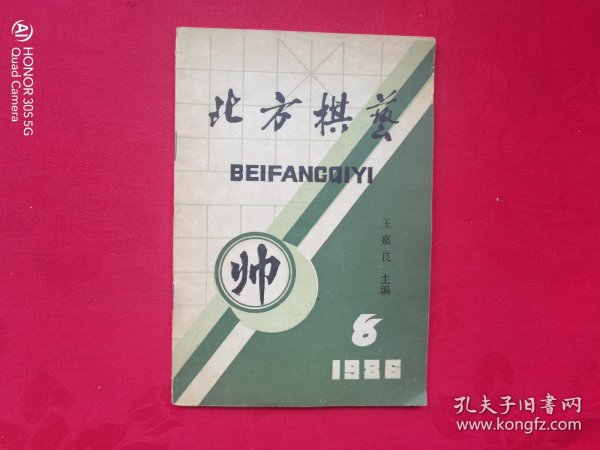 北方棋藝
BEIFANGQIYI
王嘉良 主编
帅
6
1986
HONOR 30S 5G
Quad Camera
孔夫子旧书网
www.kongfz.com